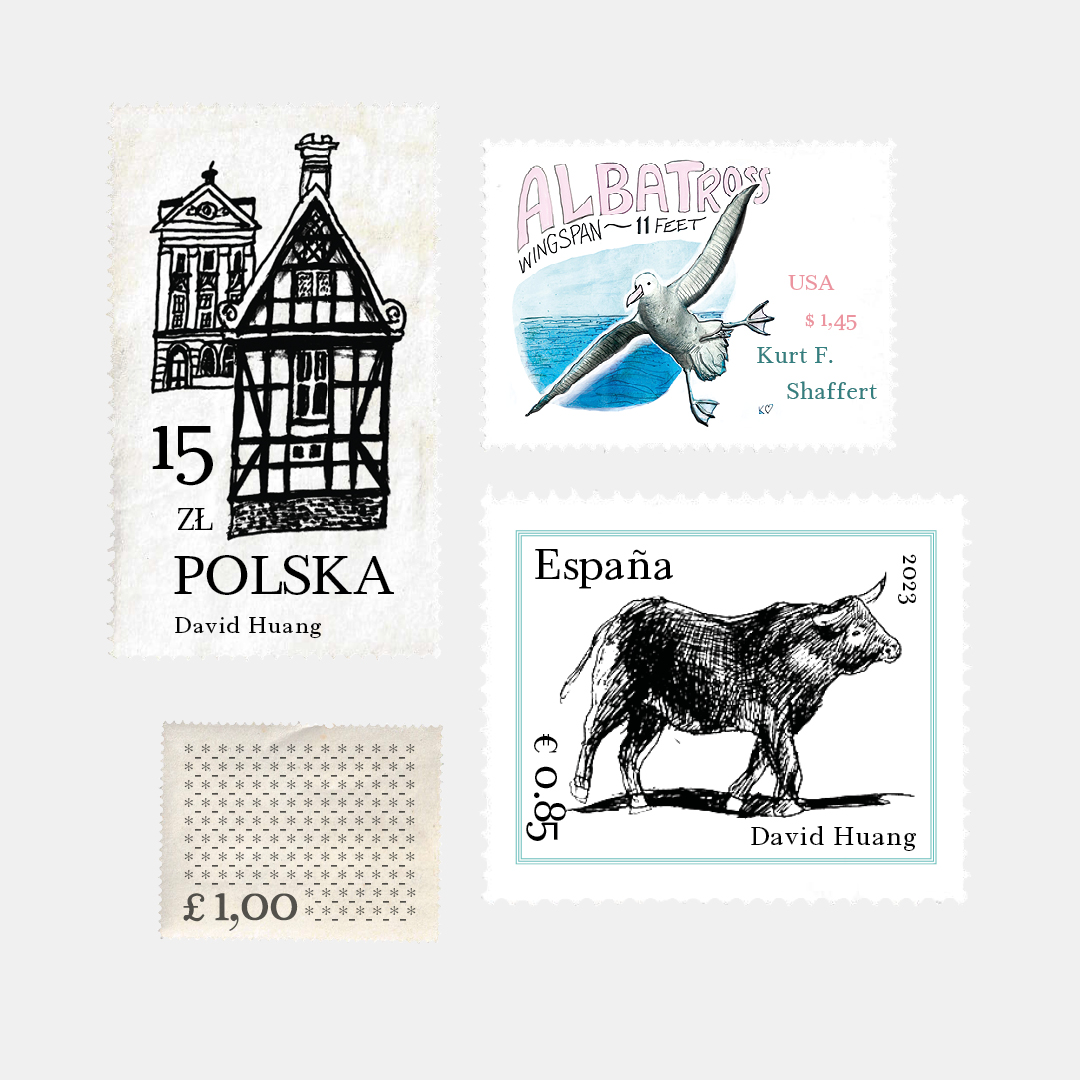 15
ZŁ
POLSKA
David Huang
ALBATROSS
WINGSPAN ~ 11 FEET
USA
$ 1,45
Kurt F.
Shaffert
K♡
España
2023
€ 0.85
David Huang
£ 1,00